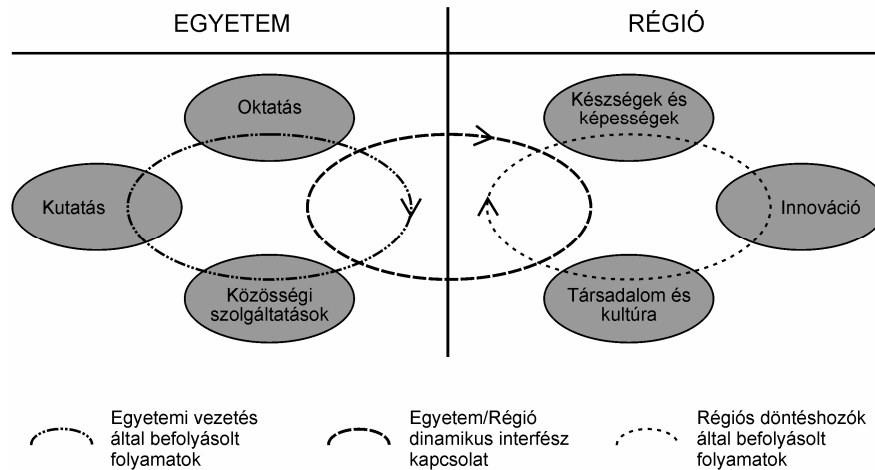 EGYETEM
RÉGIÓ
Oktatás
Készségek és
képességek
Kutatás
Innováció
Közösségi
szolgáltatások
Társadalom és
kultúra
Egyetemi vezetés
által befolyásolt
folyamatok
Egyetem/Régió
dinamikus interfész
kapcsolat
Régiós döntéshozók
által befolyásolt
folyamatok